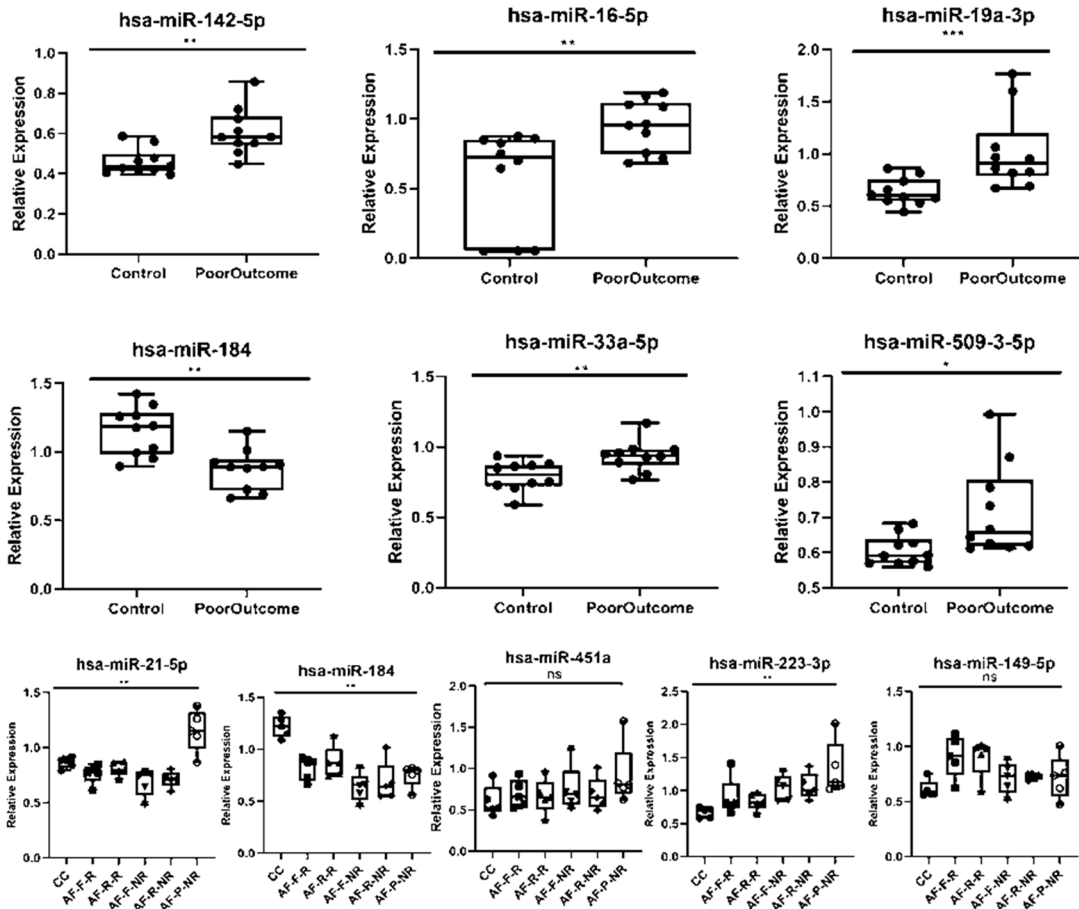 hsa-miR-142-5p
**
Relative Expression
1.0
0.8
0.6
0.4
0.2
0.0
Control
PoorOutcome
hsa-miR-16-5p
**
Relative Expression
1.5
1.0
0.5
0.0
Control
PoorOutcome
hsa-miR-19a-3p
***
Relative Expression
2.0
1.5
1.0
0.5
0.0
Control
PoorOutcome
hsa-miR-184
**
Relative Expression
1.5
1.0
0.5
0.0
Control
PoorOutcome
hsa-miR-33a-5p
**
Relative Expression
1.5
1.0
0.5
0.0
Control
PoorOutcome
hsa-miR-509-3-5p
*
Relative Expression
1.1
1.0
0.9
0.8
0.7
0.6
0.5
Control
PoorOutcome
hsa-miR-21-5p
**
Relative Expression
1.5
1.0
0.5
0.0
CC
AF-F-R
AF-R-R
AF-F-NR
AF-R-NR
AF-P-NR
hsa-miR-184
**
Relative Expression
1.5
1.0
0.5
0.0
CC
AF-F-R
AF-R-R
AF-F-NR
AF-R-NR
AF-P-NR
hsa-miR-451a
ns
Relative Expression
2.0
1.5
1.0
0.5
0.0
CC
AF-F-R
AF-R-R
AF-F-NR
AF-R-NR
AF-P-NR
hsa-miR-223-3p
**
Relative Expression
2.5
2.0
1.5
1.0
0.5
0.0
CC
AF-F-R
AF-R-R
AF-F-NR
AF-R-NR
AF-P-NR
hsa-miR-149-5p
ns
Relative Expression
1.5
1.0
0.5
0.0
CC
AF-F-R
AF-R-R
AF-F-NR
AF-R-NR
AF-P-NR